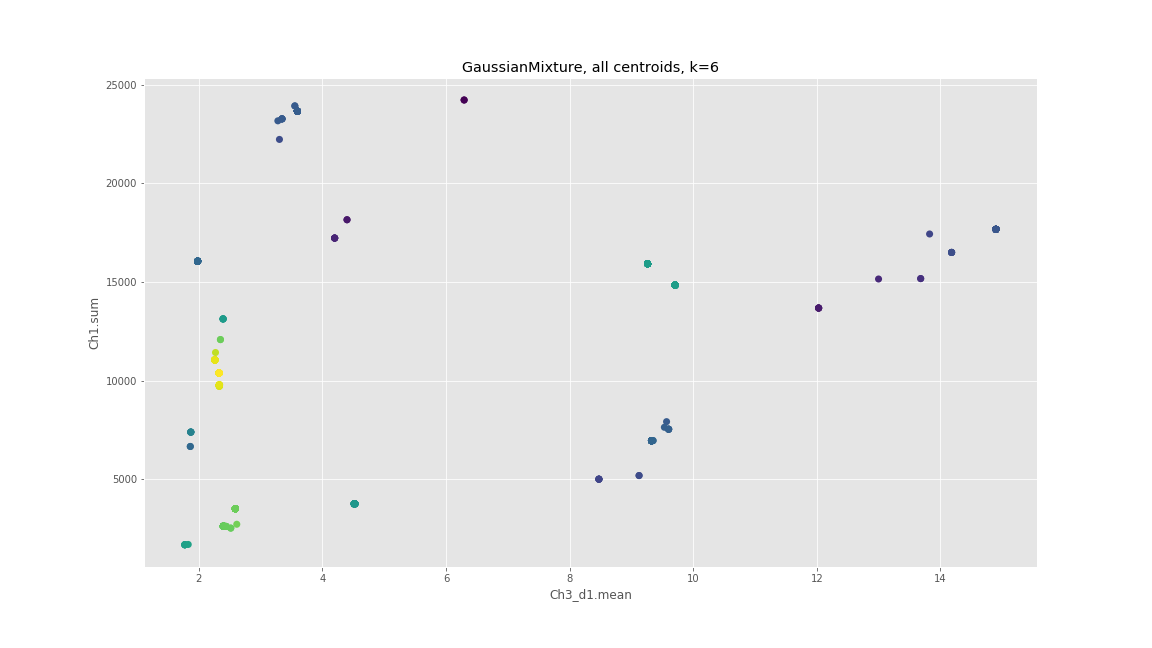 GaussianMixture, all centroids, k=6
25000
20000
15000
10000
5000
Ch1.sum
2 4 6 8 10 12 14
Ch3_d1.mean